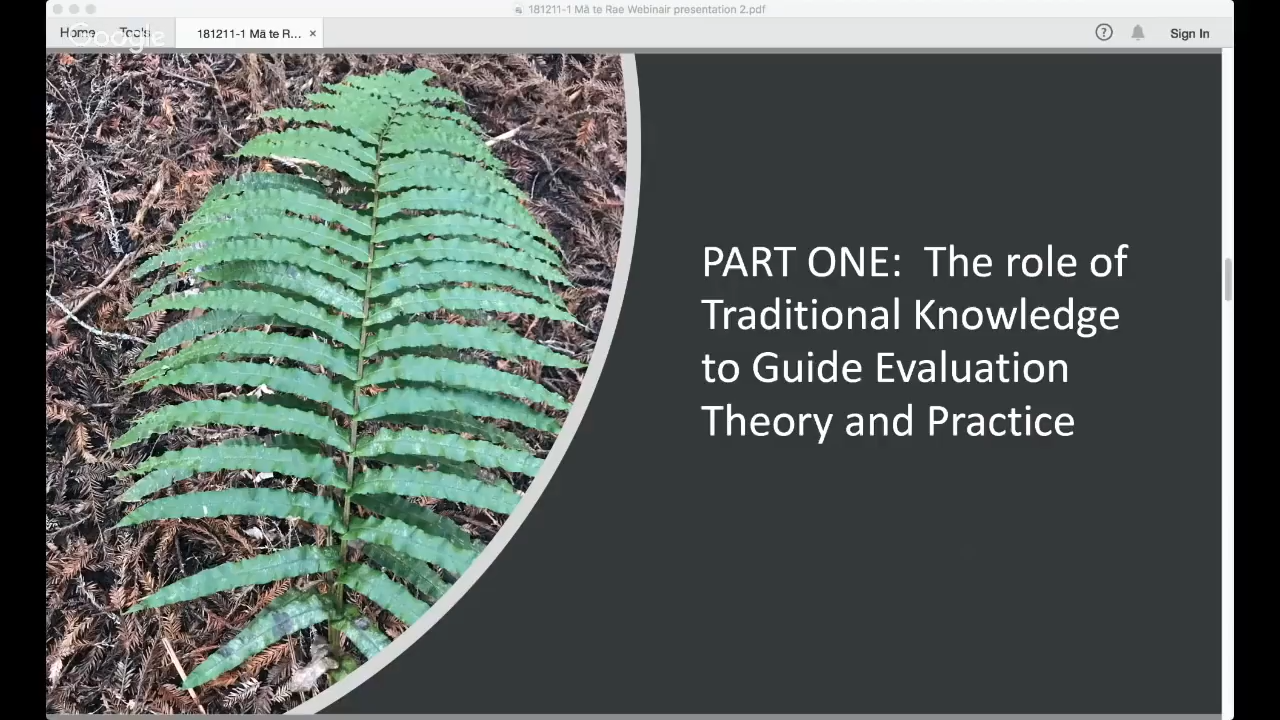 181211-1 Mā te Rae Webinair presentation 2.pdf
Home Tools 181211-1 Mā te R... × ? Sign In
Google
PART ONE: The role of
Traditional Knowledge
to Guide Evaluation
Theory and Practice